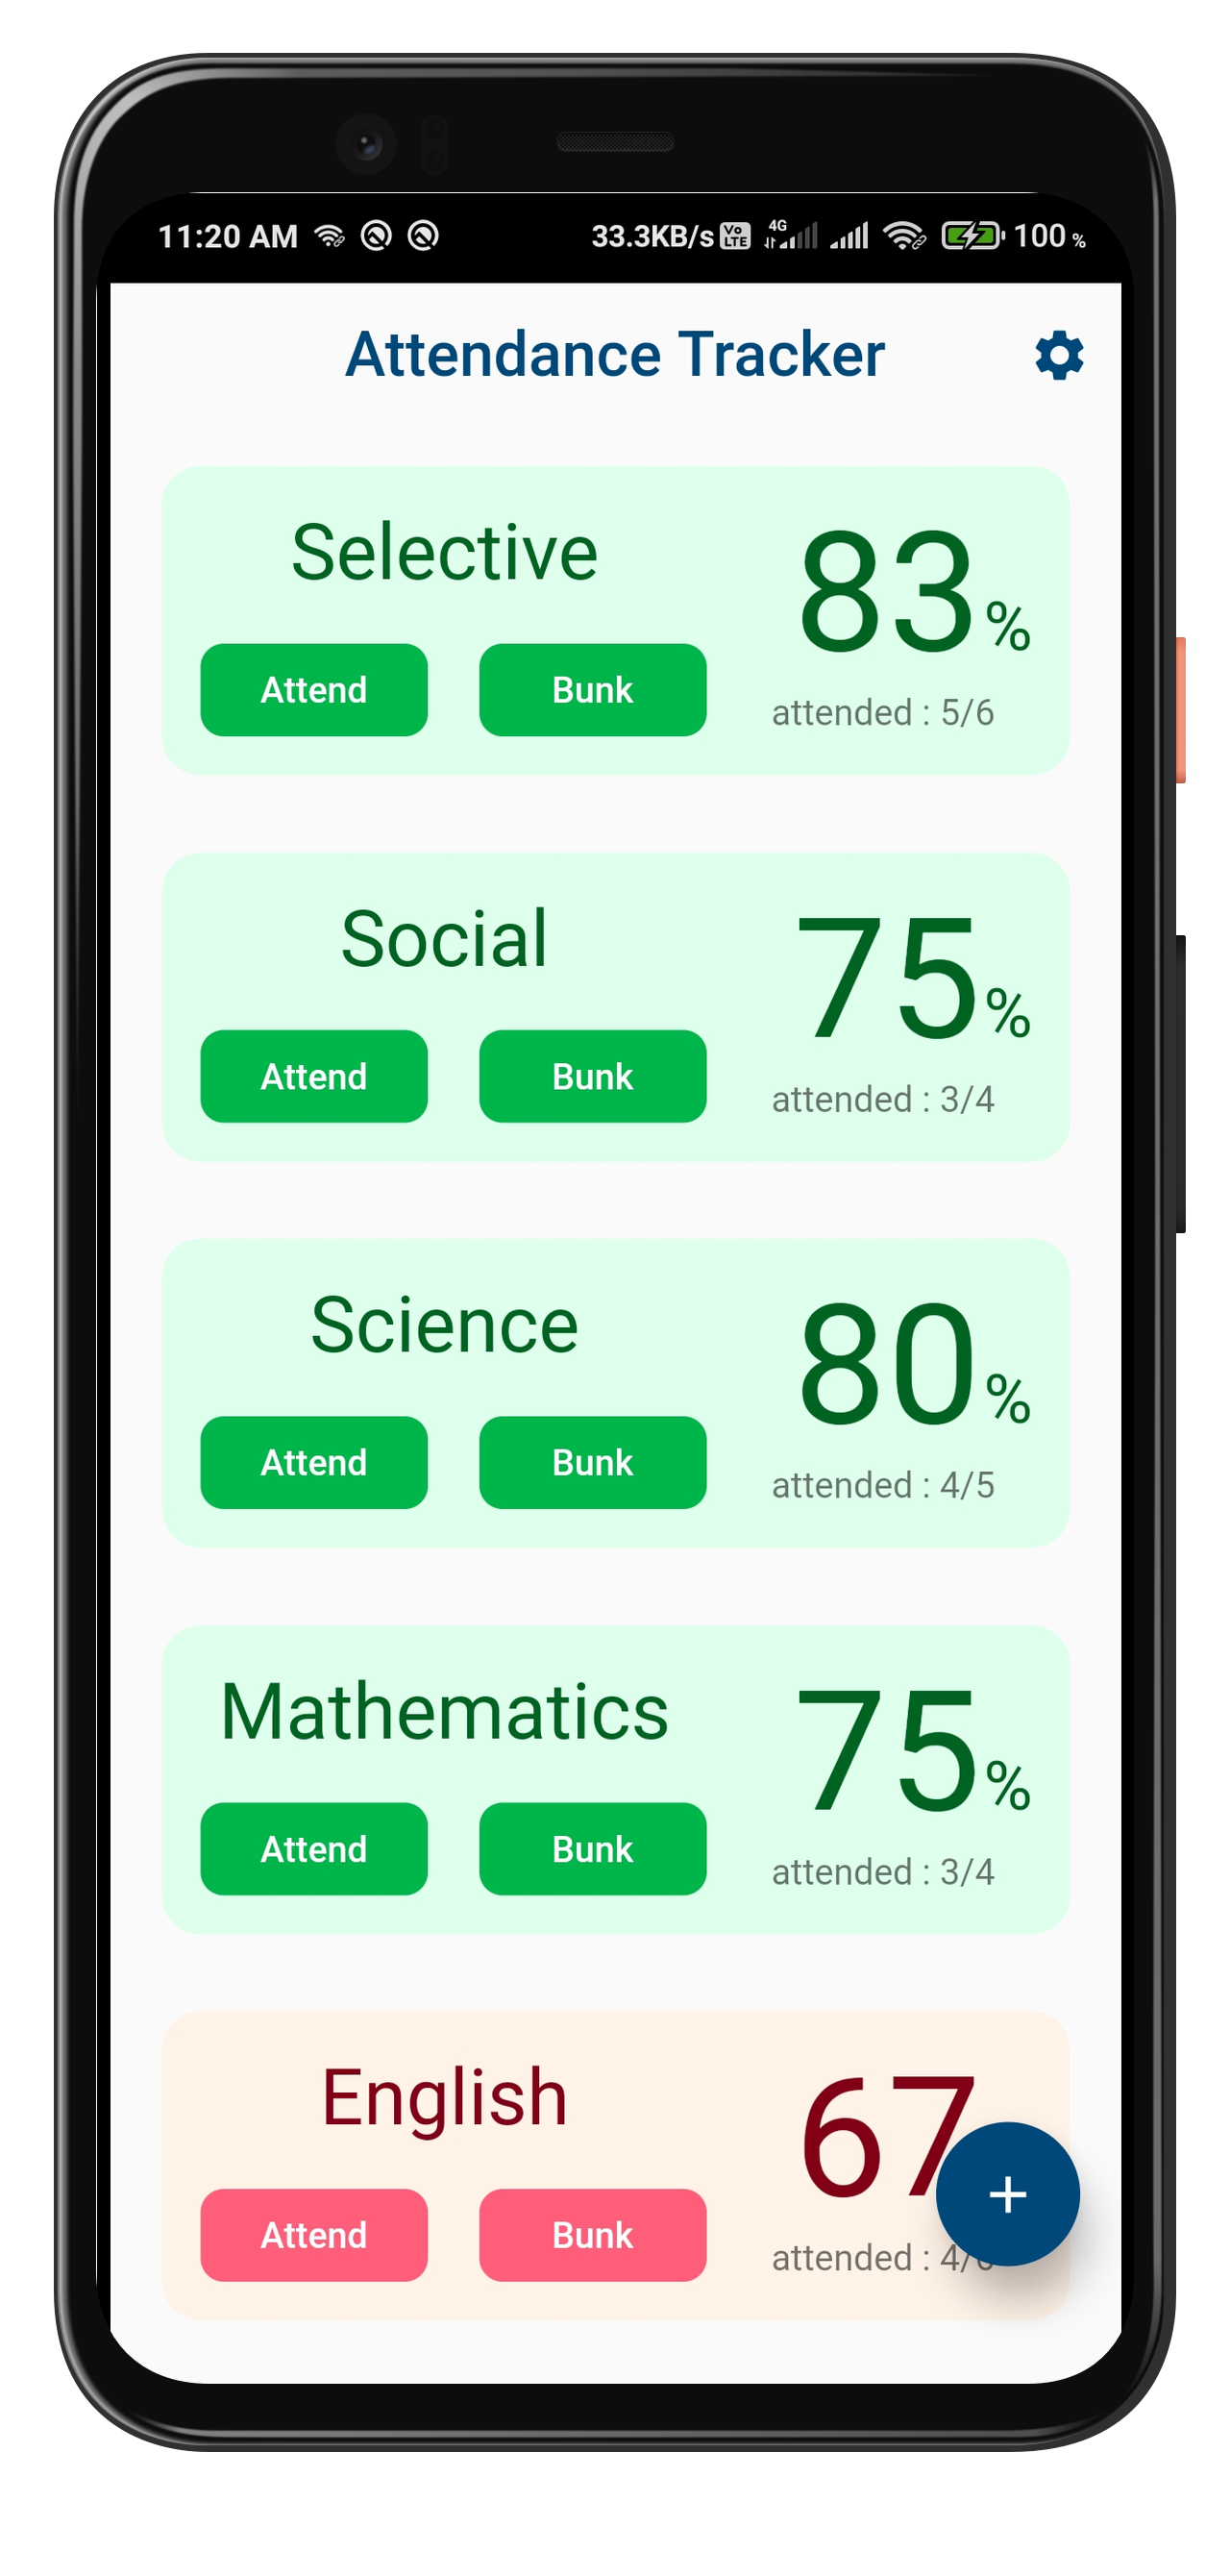 11:20 AM 33.3KB/s Vo LTE 4G 100 %
Attendance Tracker
Selective
83%
Attend Bunk
attended : 5/6
Social
75%
Attend Bunk
attended : 3/4
Science
80%
Attend Bunk
attended : 4/5
Mathematics
75%
Attend Bunk
attended : 3/4
English
67
Attend Bunk
attended :
+